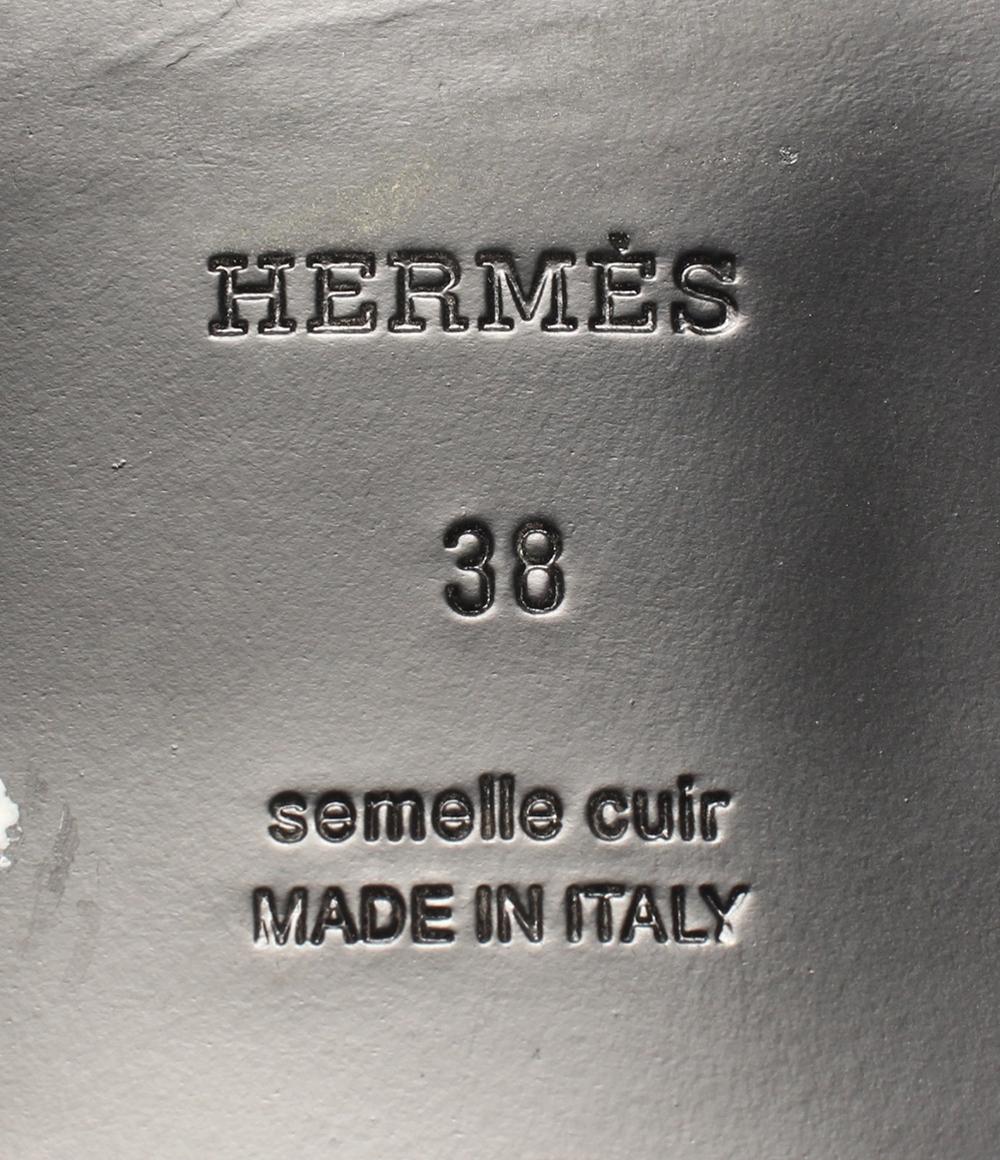 HERMÈS
38
semelle cuir
MADE IN ITALY